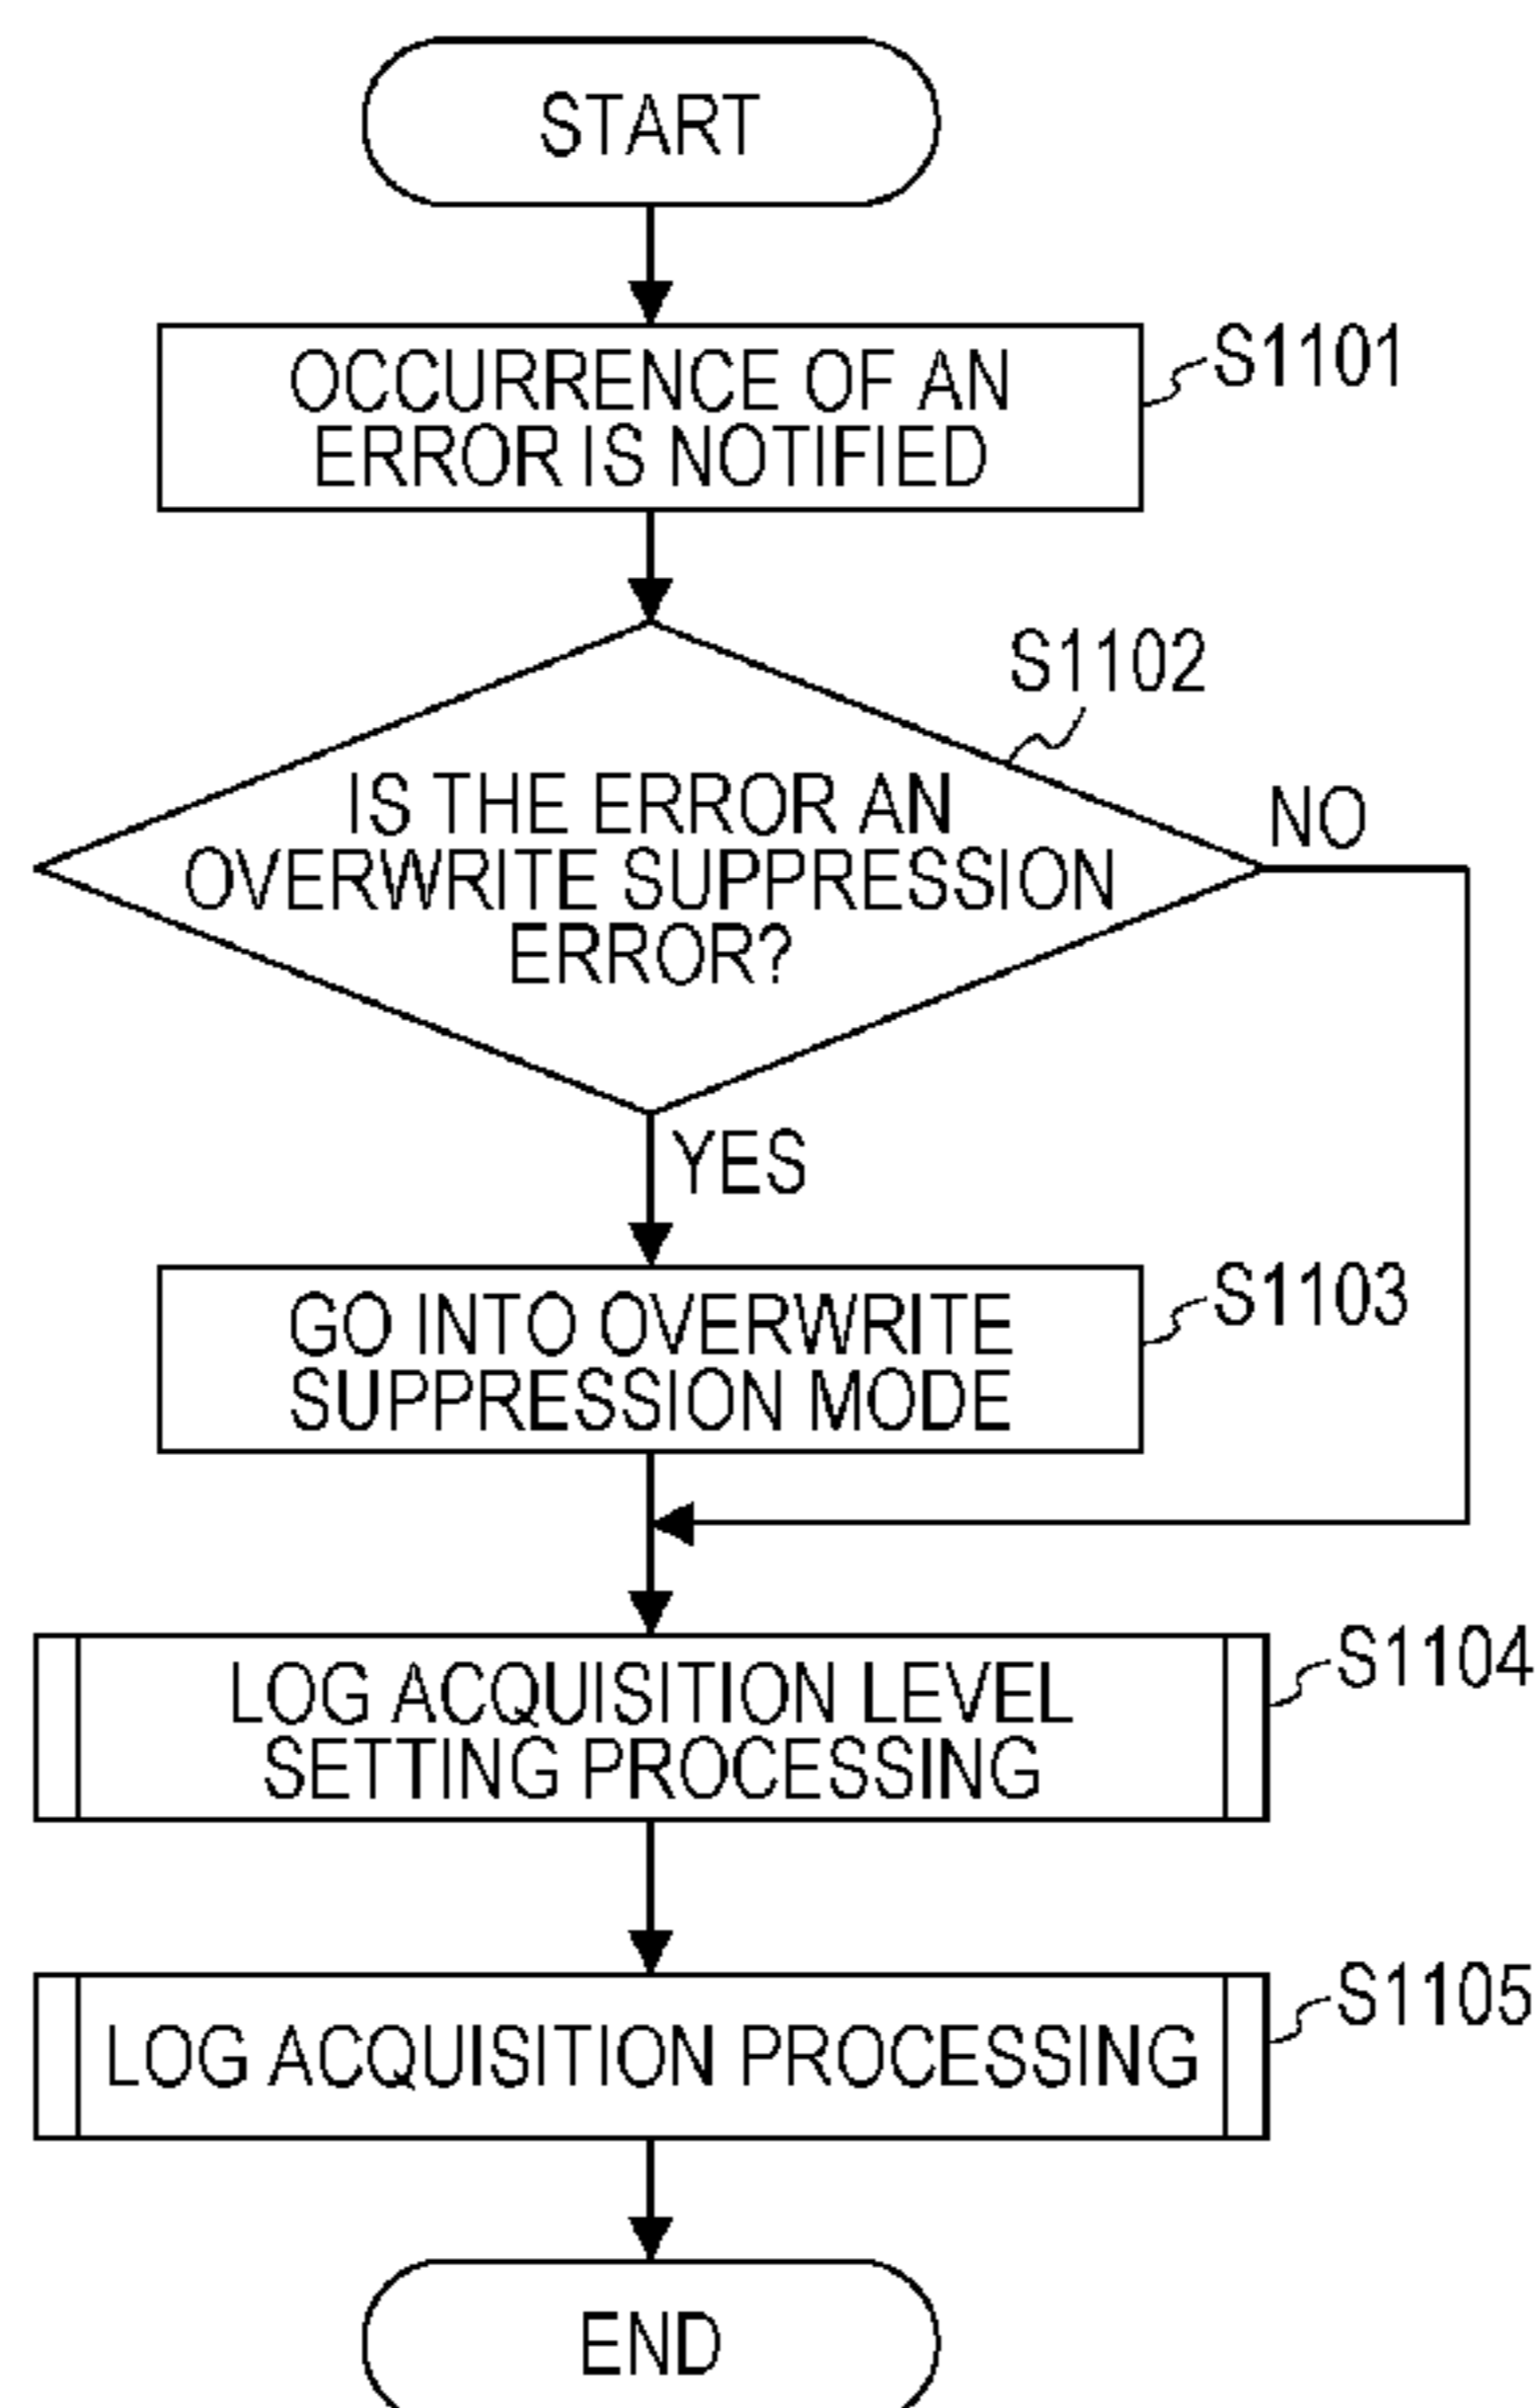 START
OCCURRENCE OF AN
ERROR IS NOTIFIED
S1101
S1102
IS THE ERROR AN
OVERWRITE SUPPRESSION
ERROR?
NO
YES
GO INTO OVERWRITE
SUPPRESSION MODE
S1103
LOG ACQUISITION LEVEL
SETTING PROCESSING
S1104
LOG ACQUISITION PROCESSING
S1105
END